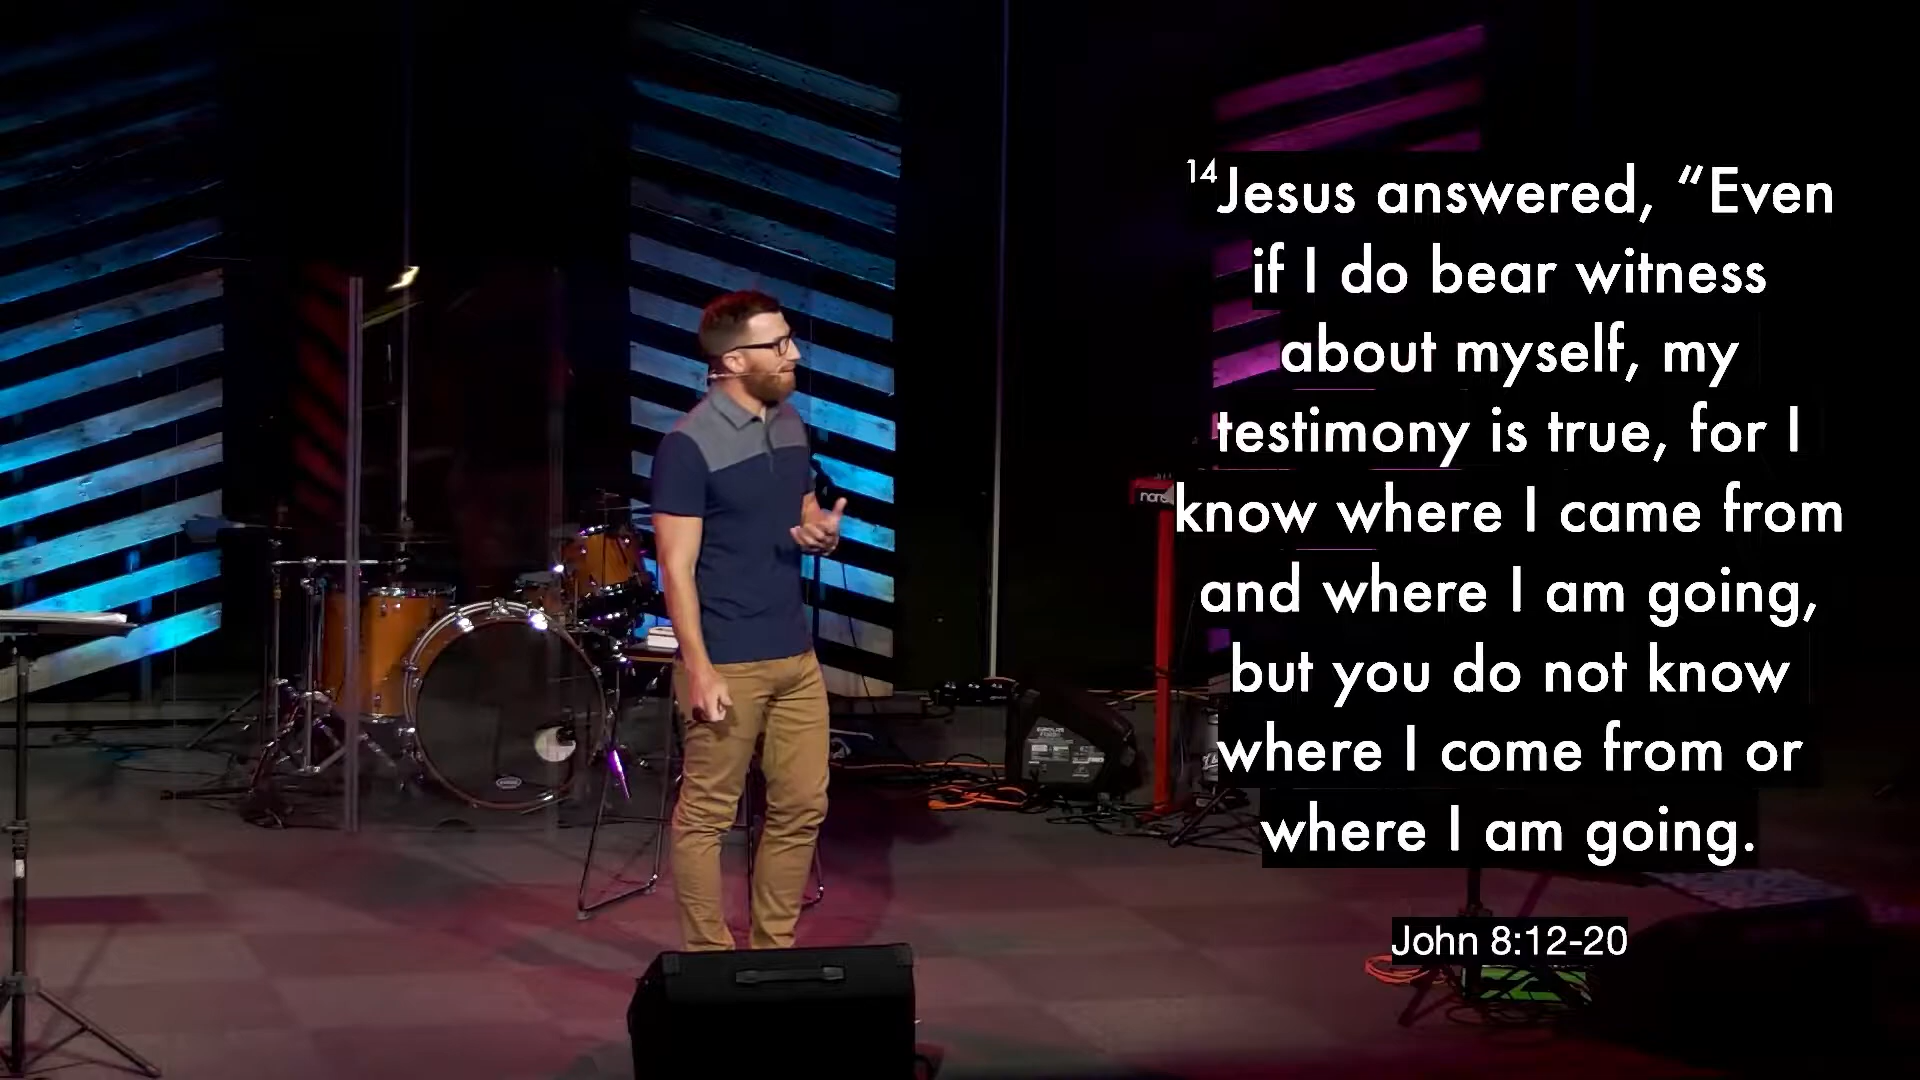 14Jesus answered, “Even
if I do bear witness
about myself, my
testimony is true, for I
know where I came from
and where I am going,
but you do not know
where I come from or
where I am going.
John 8:12-20
nord